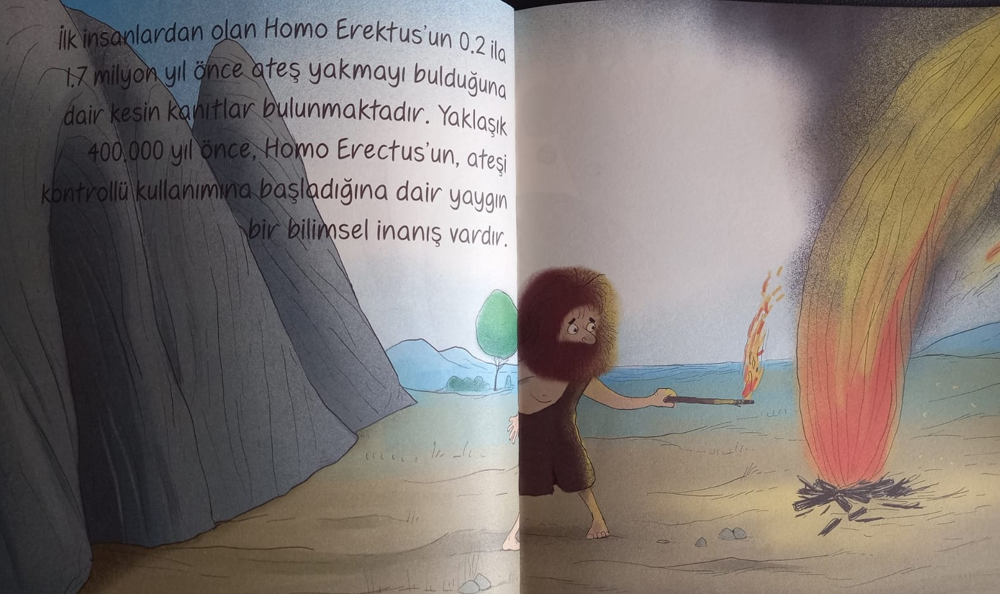 İlk insanlardan olan Homo Erektus'un 0.2 ila
1.7 milyon yıl önce ateş yakmayı bulduğuna
dair kesin kanıtlar bulunmaktadır. Yaklaşık
400,000 yıl önce, Homo Erectus'un, ateşi
kontrollü kullanımına başladığına dair yaygın
bir bilimsel inanış vardır.